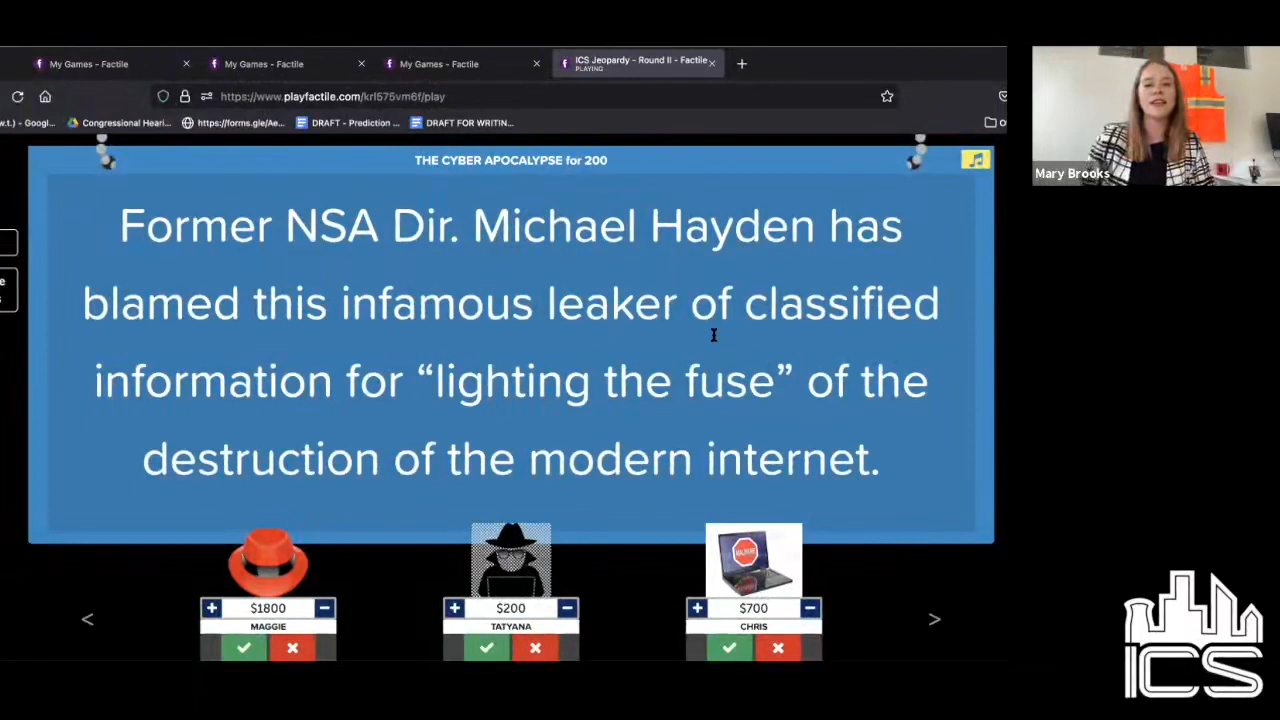 My Games - Factile
My Games - Factile
My Games - Factile
ICS Jeopardy - Round II - Factile
PLAYING
https://www.playfactile.com/krl575vm6f/play
w.t.) - Googl...
Congressional Heari...
https://forms.gle/Ae...
DRAFT - Prediction ...
DRAFT FOR WRITIN...
THE CYBER APOCALYPSE for 200
Former NSA Dir. Michael Hayden has
blamed this infamous leaker of classified
information for “lighting the fuse” of the
destruction of the modern internet.
Mary Brooks
MALWARE
$1800
$200
$700
MAGGIE
TATYANA
CHRIS
ICS